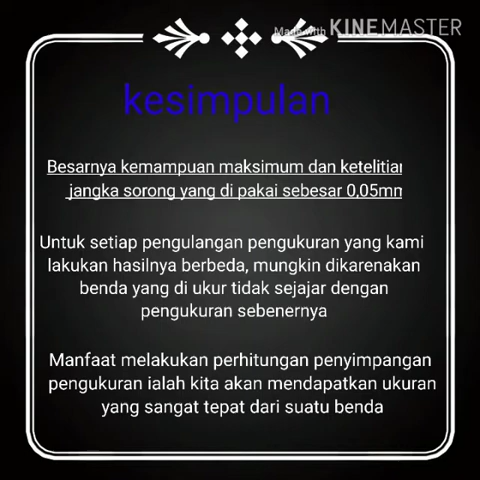 Made with KINEMASTER
kesimpulan
Besarnya kemampuan maksimum dan ketelitian
jangka sorong yang di pakai sebesar 0,05mm
Untuk setiap pengulangan pengukuran yang kami
lakukan hasilnya berbeda, mungkin dikarenakan
benda yang di ukur tidak sejajar dengan
pengukuran sebenernya
Manfaat melakukan perhitungan penyimpangan
pengukuran ialah kita akan mendapatkan ukuran
yang sangat tepat dari suatu benda